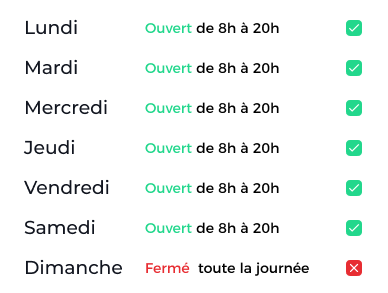 Lundi Ouvert de 8h à 20h
Mardi Ouvert de 8h à 20h
Mercredi Ouvert de 8h à 20h
Jeudi Ouvert de 8h à 20h
Vendredi Ouvert de 8h à 20h
Samedi Ouvert de 8h à 20h
Dimanche Fermé toute la journée